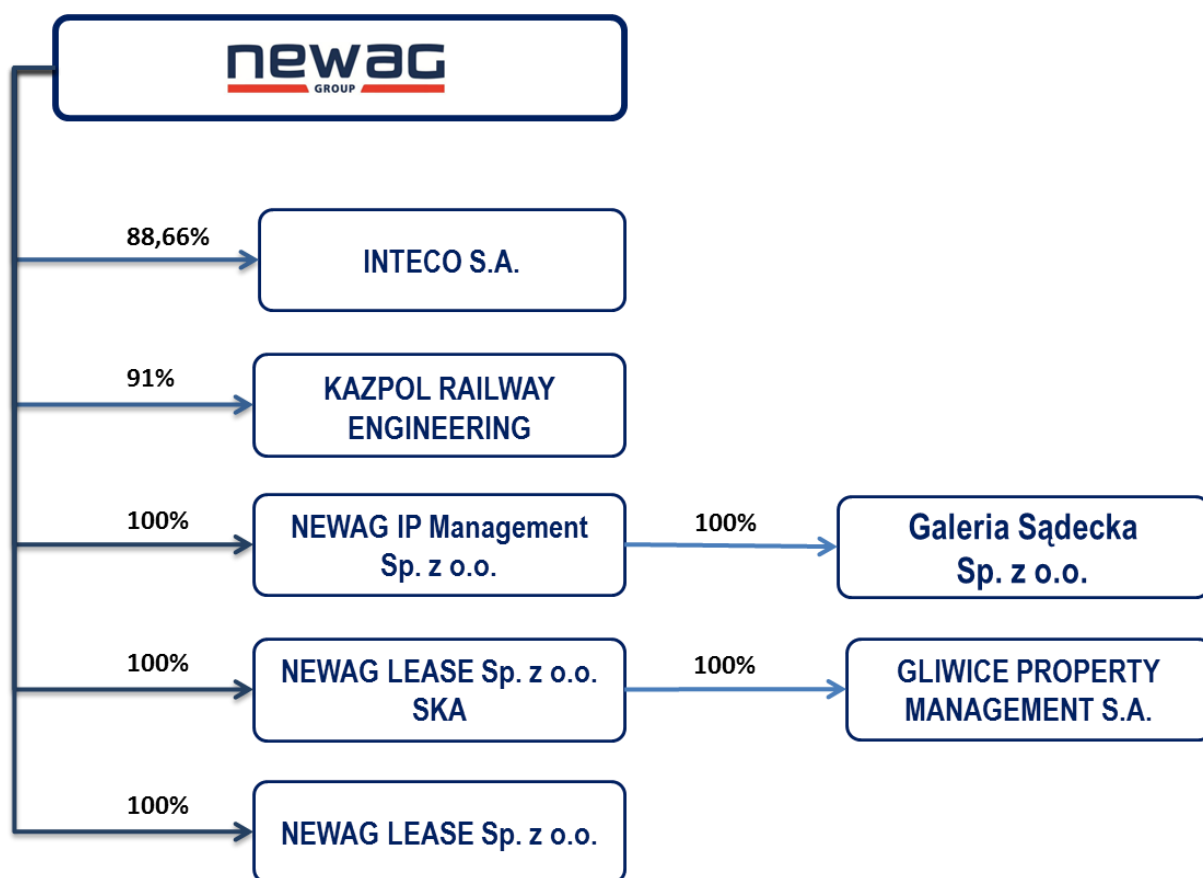 newag
GROUP
88,66%
INTECO S.A.
91%
KAZPOL RAILWAY
ENGINEERING
100%
NEWAG IP Management
Sp. z o.o.
100%
Galeria Sądecka
Sp. z o.o.
100%
NEWAG LEASE Sp. z o.o.
SKA
100%
GLIWICE PROPERTY
MANAGEMENT S.A.
100%
NEWAG LEASE Sp. z o.o.